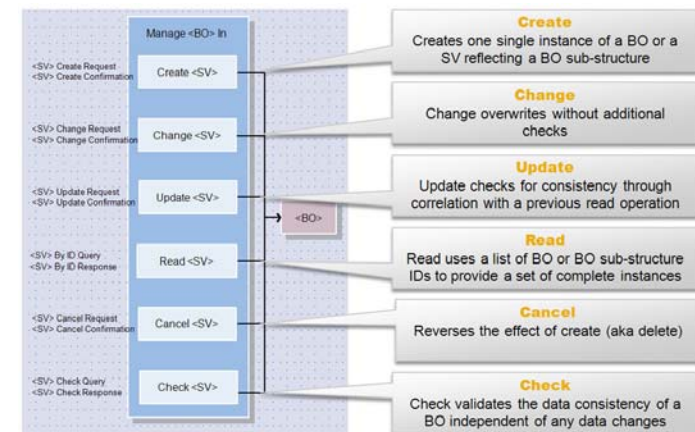 Manage <BO> In
<SV> Create Request
<SV> Create Confirmation
Create <SV>
<SV> Change Request
<SV> Change Confirmation
Change <SV>
<SV> Update Request
<SV> Update Confirmation
Update <SV>
<BO>
<SV> By ID Query
<SV> By ID Response
Read <SV>
<SV> Cancel Request
<SV> Cancel Confirmation
Cancel <SV>
<SV> Check Query
<SV> Check Response
Check <SV>
Create
Creates one single instance of a BO or a
SV reflecting a BO sub-structure
Change
Change overwrites without additional
checks
Update
Update checks for consistency through
correlation with a previous read operation
Read
Read uses a list of BO or BO sub-structure
IDs to provide a set of complete instances
Cancel
Reverses the effect of create (aka delete)
Check
Check validates the data consistency of a
BO independent of any data changes